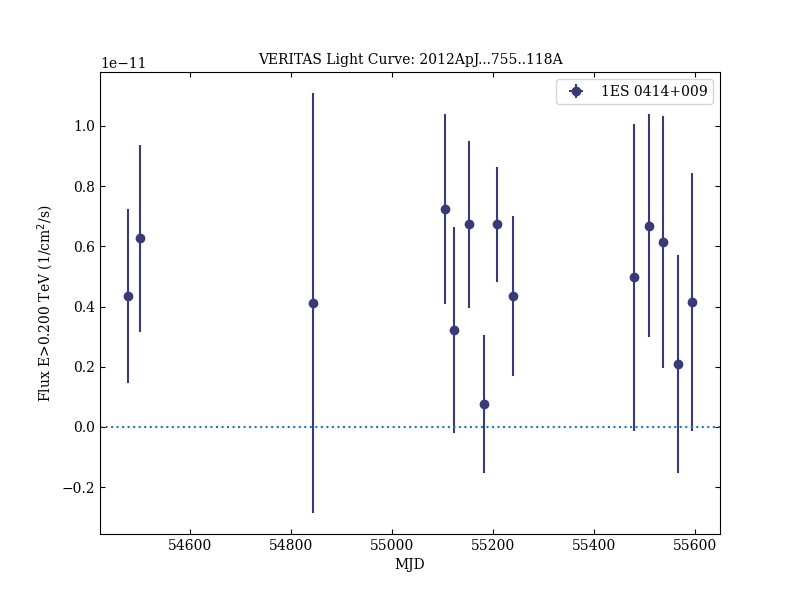 VERITAS Light Curve: 2012ApJ...755..118A
1e−11
1ES 0414+009
1.0
0.8
0.6
0.4
0.2
0.0
−0.2
Flux E>0.200 TeV (1/cm²/s)
54600 54800 55000 55200 55400 55600
MJD